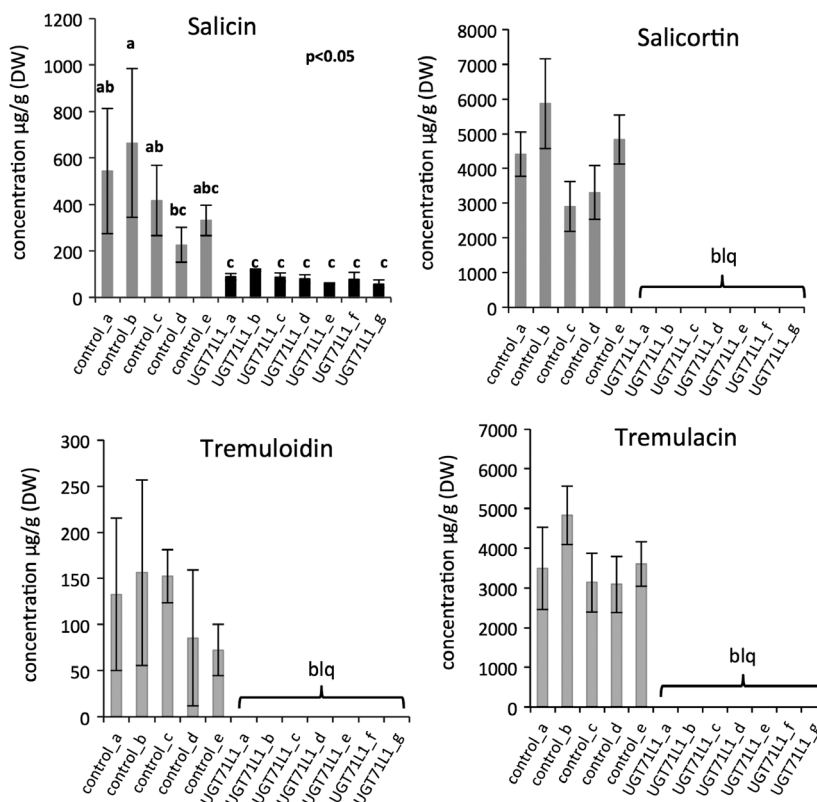 Salicin
p<0.05
concentration µg/g (DW)
1200
1000
800
600
400
200
0
ab
a
ab
bc
abc
c
c
c
c
c
c
c
control_a
control_b
control_c
control_d
control_e
UGT71L1_a
UGT71L1_b
UGT71L1_c
UGT71L1_d
UGT71L1_e
UGT71L1_f
UGT71L1_g
Salicortin
concentration µg/g (DW)
8000
7000
6000
5000
4000
3000
2000
1000
0
blq
control_a
control_b
control_c
control_d
control_e
UGT71L1_a
UGT71L1_b
UGT71L1_c
UGT71L1_d
UGT71L1_e
UGT71L1_f
UGT71L1_g
Tremuloidin
concentration µg/g (DW)
300
250
200
150
100
50
0
blq
control_a
control_b
control_c
control_d
control_e
UGT71L1_a
UGT71L1_b
UGT71L1_c
UGT71L1_d
UGT71L1_e
UGT71L1_f
UGT71L1_g
Tremulacin
concentration µg/g (DW)
7000
6000
5000
4000
3000
2000
1000
0
blq
control_a
control_b
control_c
control_d
control_e
UGT71L1_a
UGT71L1_b
UGT71L1_c
UGT71L1_d
UGT71L1_e
UGT71L1_f
UGT71L1_g